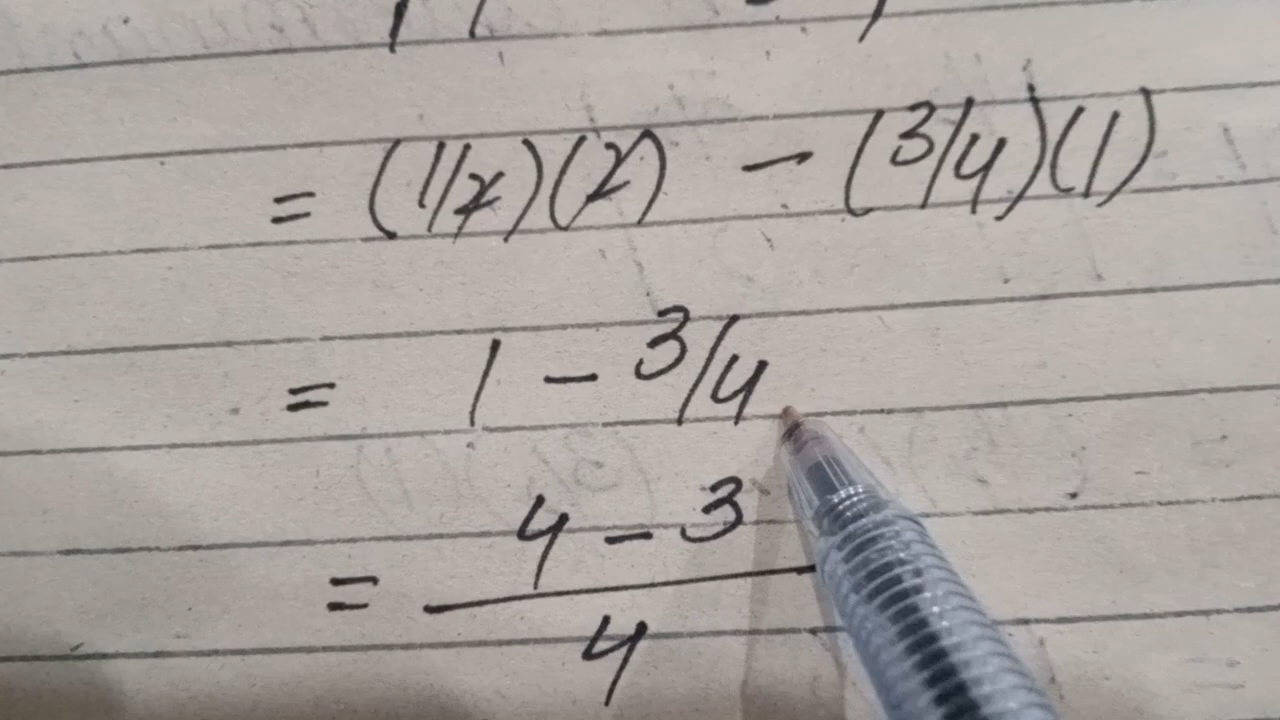 = (1/2)(2) - (3/4)(1)
= 1 - 3/4
= 4 - 3
4